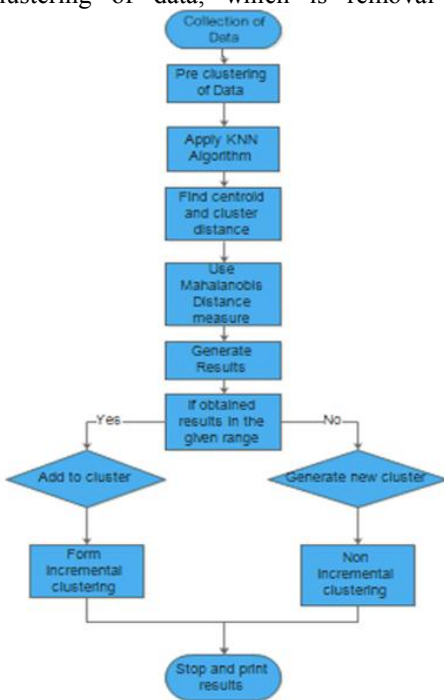 lustering of data, which is removal
Collection of
Data
Pre clustering
of Data
Apply KNN
Algorithm
Find centroid
and cluster
distance
Use
Mahalanobis
Distance
measure
Generate
Results
If obtained
results in the
given range
Yes
No
Add to cluster
Generate new cluster
Form
Incremental
clustering
Non
Incremental
clustering
Stop and print
results